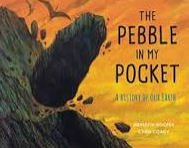 THE
PEBBLE
IN MY
POCKET
A HISTORY OF OUR EARTH